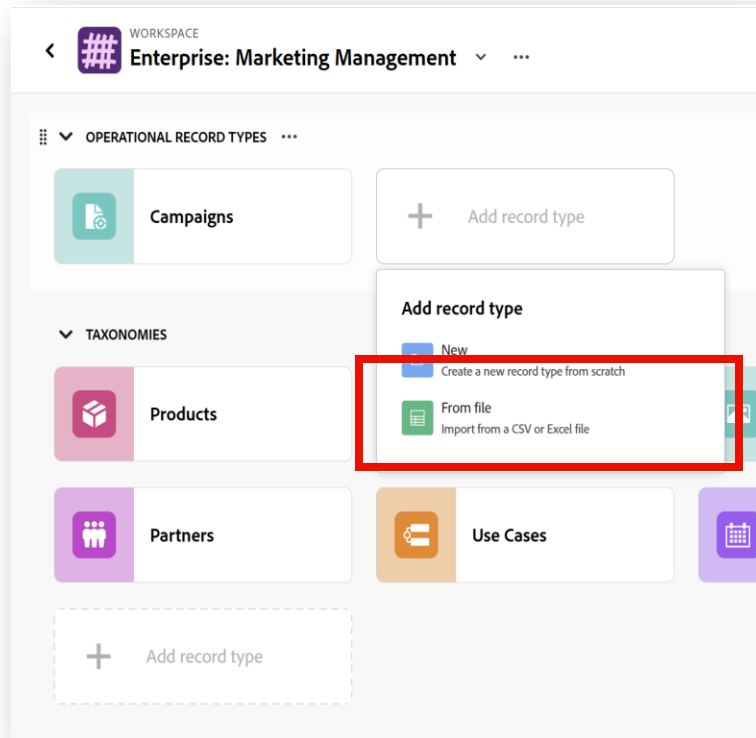 WORKSPACE
Enterprise: Marketing Management
OPERATIONAL RECORD TYPES
Campaigns
Add record type
Add record type
New
Create a new record type from scratch
From file
Import from a CSV or Excel file
TAXONOMIES
Products
Partners
Use Cases
Add record type